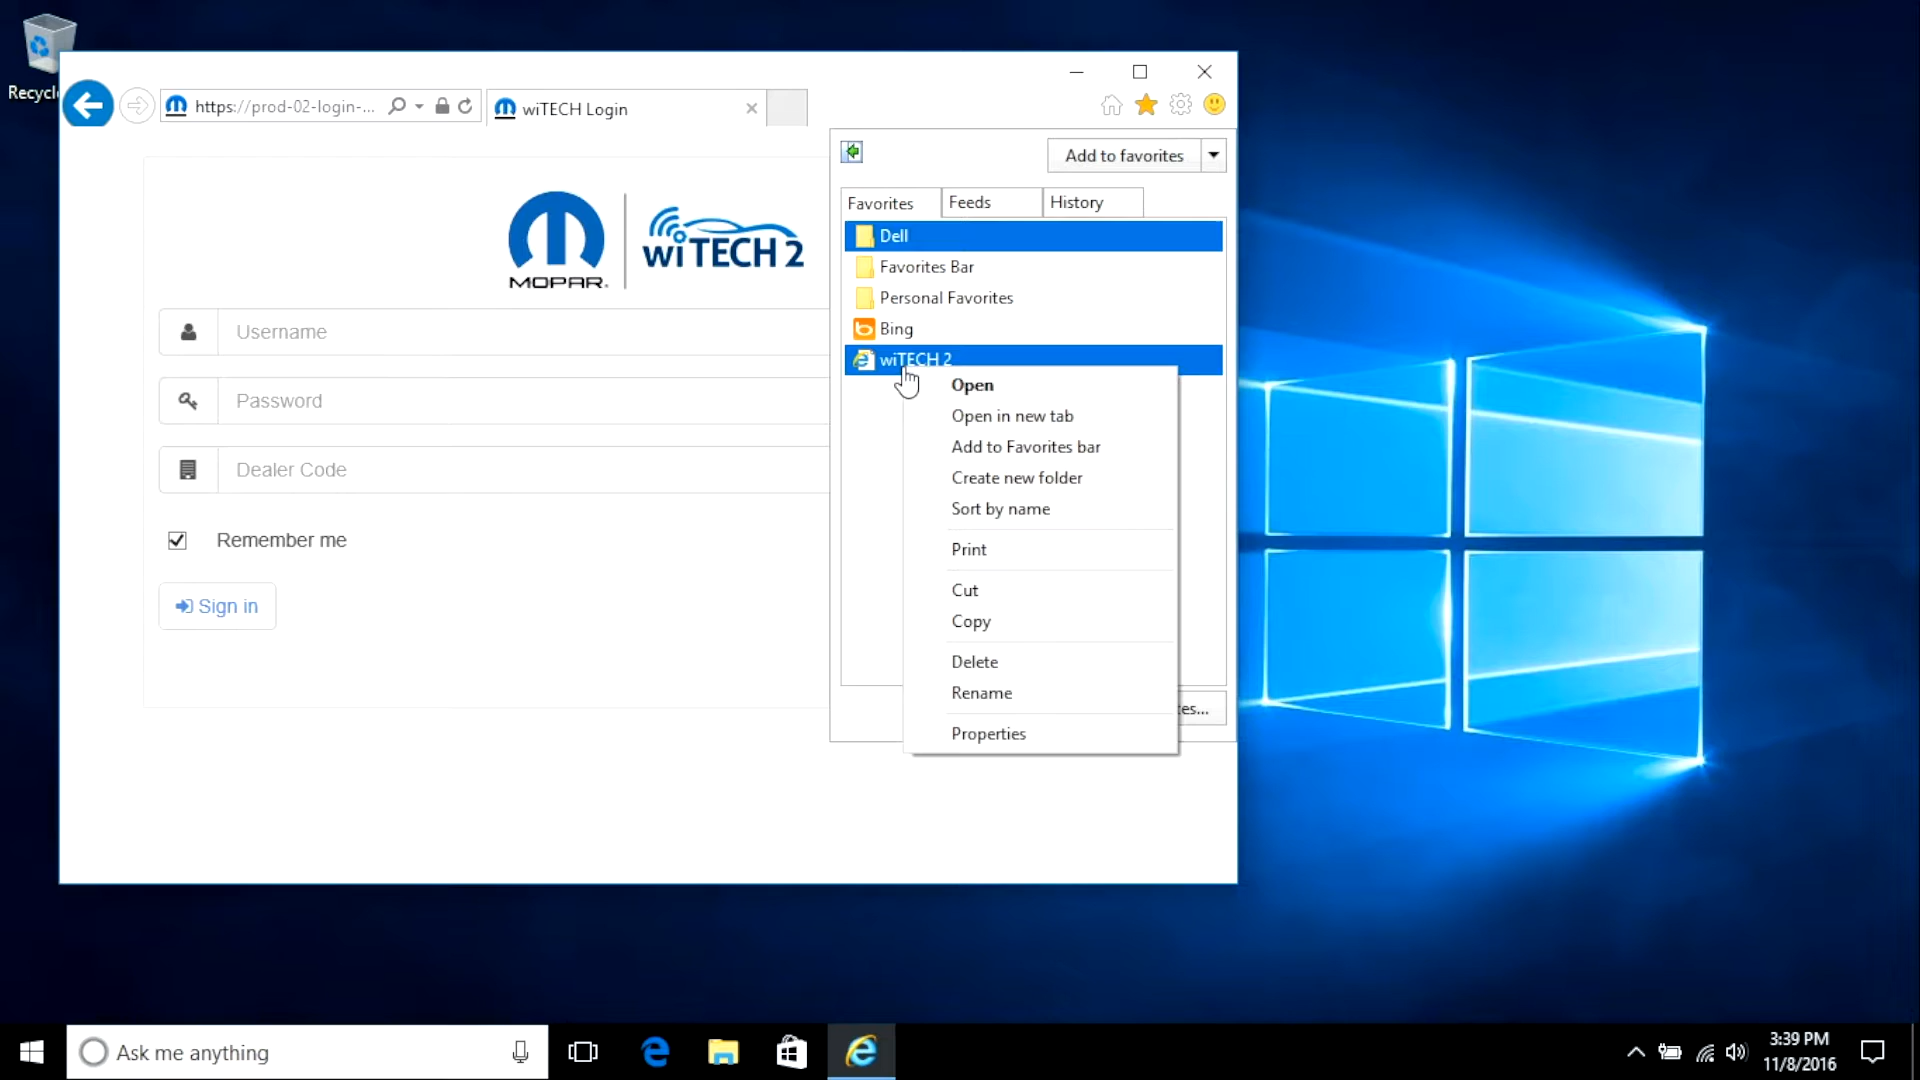 Recycl
https://prod-02-login-...
wiTECH Login
Add to favorites
Favorites
Feeds
History
MOPAR.
wiTECH 2
Dell
Favorites Bar
Personal Favorites
Bing
wiTECH 2
Username
Password
Dealer Code
Remember me
Sign in
Open
Open in new tab
Add to Favorites bar
Create new folder
Sort by name
Print
Cut
Copy
Delete
Rename
Properties
tes...
Ask me anything
3:39 PM
11/8/2016